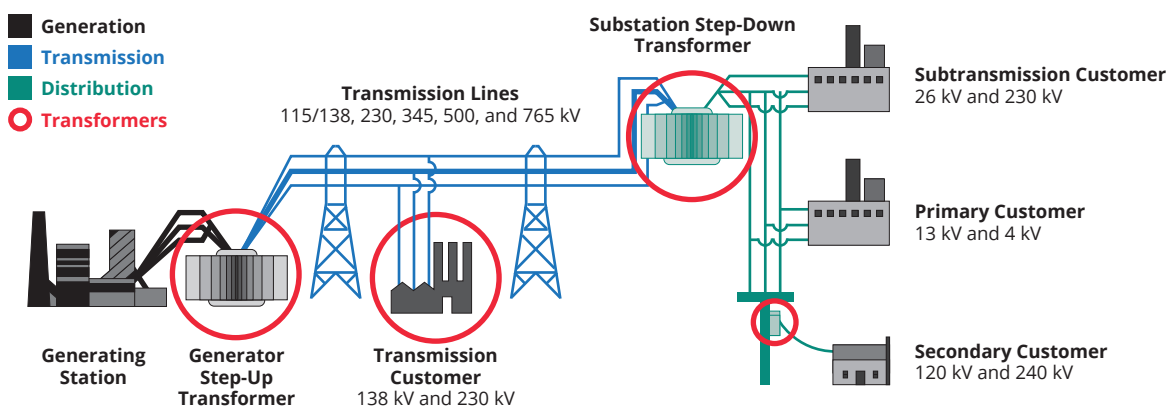 Generation
Transmission
Distribution
Transformers
Transmission Lines
115/138, 230, 345, 500, and 765 kV
Substation Step-Down
Transformer
Subtransmission Customer
26 kV and 230 kV
Primary Customer
13 kV and 4 kV
Generating
Station
Generator
Step-Up
Transformer
Transmission
Customer
138 kV and 230 kV
Secondary Customer
120 kV and 240 kV